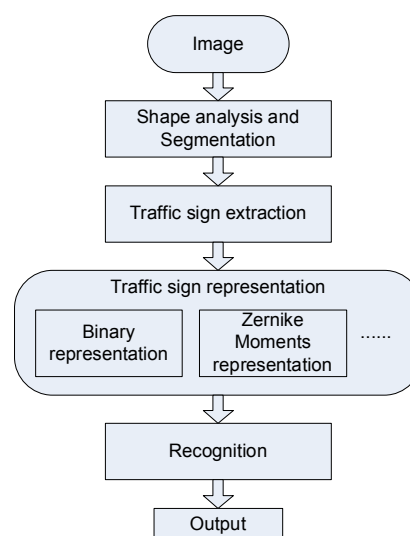 Image
Shape analysis and
Segmentation
Traffic sign extraction
Traffic sign representation
Binary
representation
Zernike
Moments
representation
......
Recognition
Output